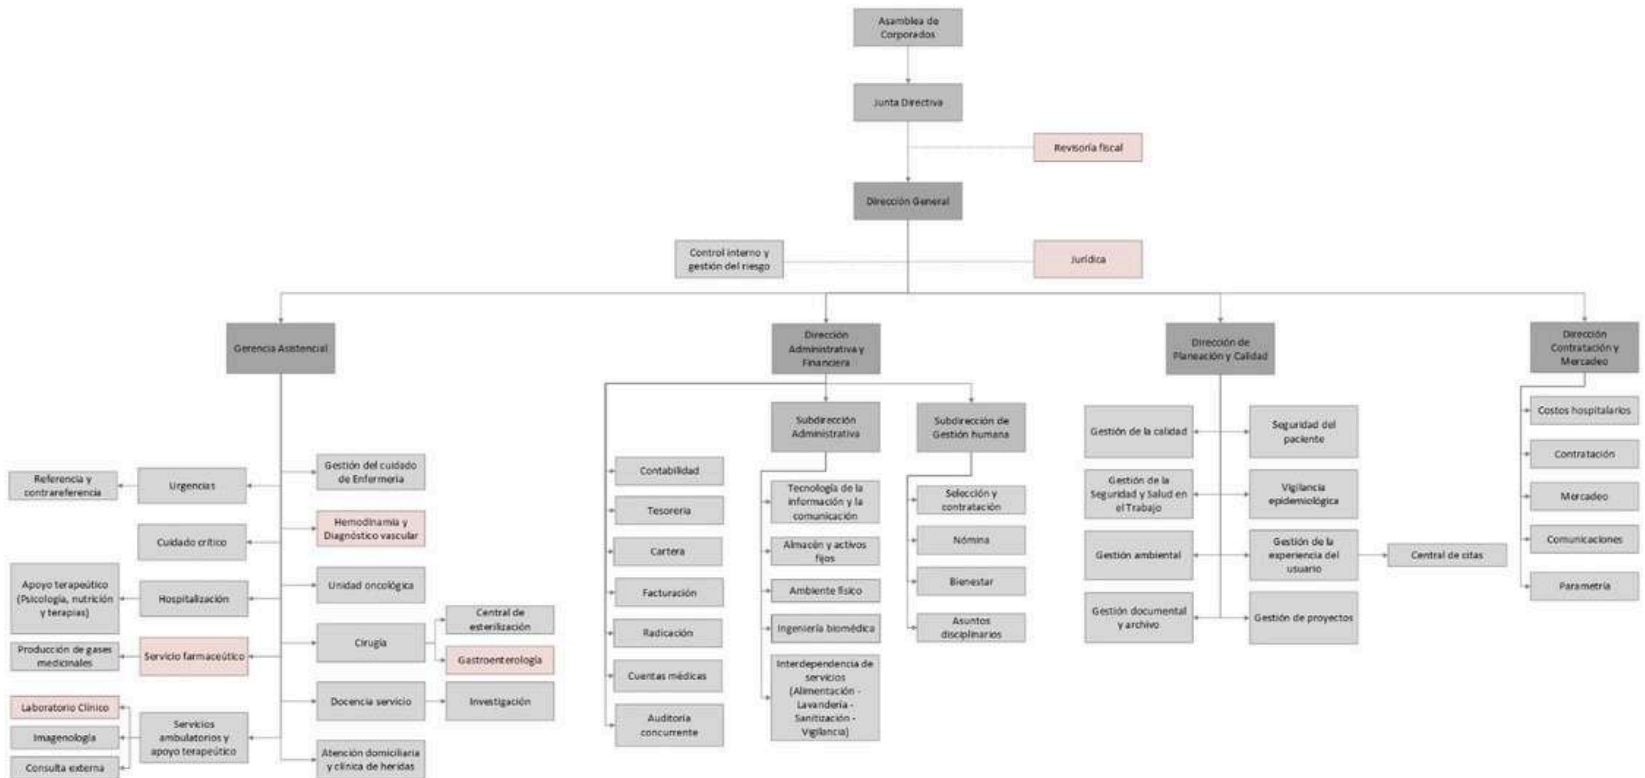 Asamblea de
Corporados
Junta Directiva
Revisoría fiscal
Dirección General
Control interno y
gestión del riesgo
Jurídica
Gerencia Asistencial
Gestión del cuidado
de Enfermería
Urgencias
Referencia y
contrareferencia
Hemodinamia y
Diagnóstico vascular
Cuidado crítico
Unidad oncológica
Hospitalización
Apoyo terapeútico
(Psicología, nutrición
y terapias)
Cirugía
Central de
esterilización
Gastroenterología
Servicio farmaceútico
Producción de gases
medicinales
Docencia servicio
Investigación
Servicios
ambulatorios y
apoyo terapeútico
Laboratorio Clínico
Imagenología
Consulta externa
Atención domiciliaria
y clínica de heridas
Dirección
Administrativa y
Financiera
Contabilidad
Tesorería
Cartera
Facturación
Radicación
Cuentas médicas
Auditoría
concurrente
Subdirección
Administrativa
Tecnología de la
información y la
comunicación
Almacén y activos
fijos
Ambiente físico
Ingeniería biomédica
Interdependencia de
servicios
(Alimentación -
Lavandería -
Sanitización -
Vigilancia)
Subdirección de
Gestión humana
Selección y
contratación
Nómina
Bienestar
Asuntos
disciplinarios
Dirección de
Planeación y Calidad
Gestión de la calidad
Seguridad del
paciente
Gestión de la
Seguridad y Salud en
el Trabajo
Vigilancia
epidemiológica
Gestión ambiental
Gestión de la
experiencia del
usuario
Central de citas
Gestión documental
y archivo
Gestión de proyectos
Dirección
Contratación y
Mercadeo
Costos hospitalarios
Contratación
Mercadeo
Comunicaciones
Parametría